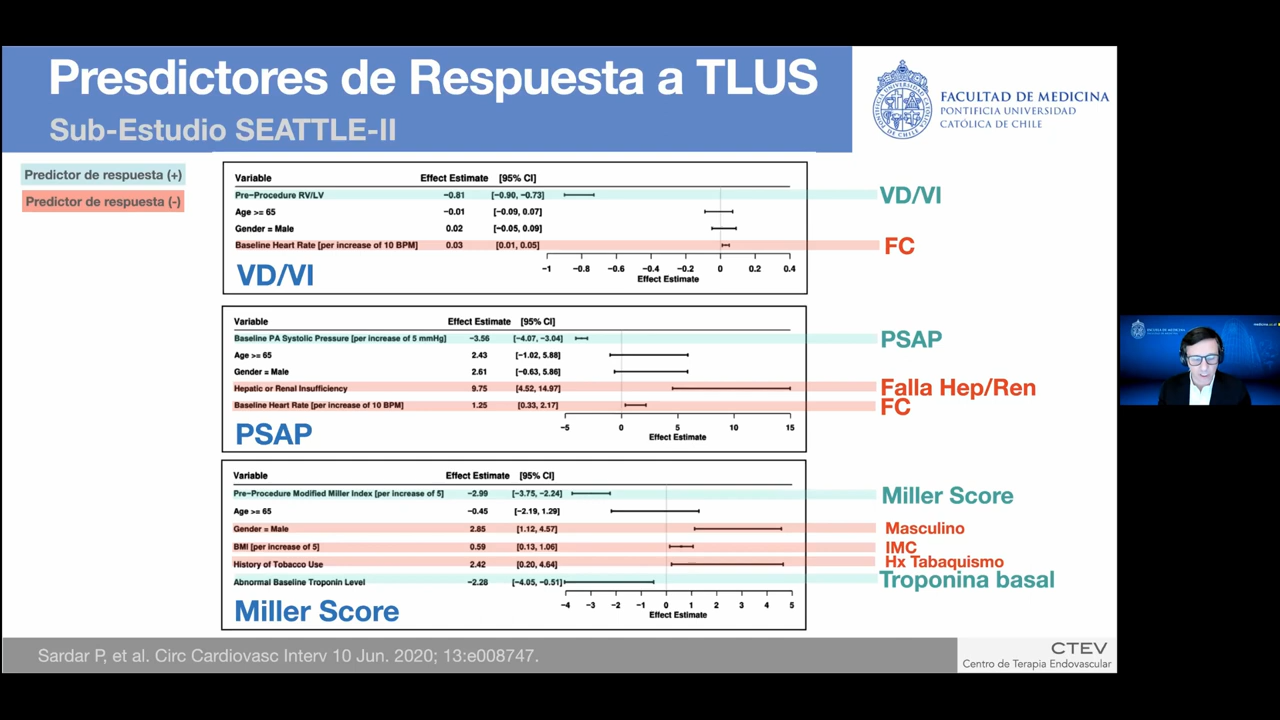 Presdictores de Respuesta a TLUS
Sub-Estudio SEATTLE-II
FACULTAD DE MEDICINA
PONTIFICIA UNIVERSIDAD
CATÓLICA DE CHILE
Predictor de respuesta (+)
Predictor de respuesta (-)
Variable Effect Estimate [95% CI]
Pre-Procedure RV/LV −0.81 [−0.90, −0.73]
Age >= 65 −0.01 [−0.09, 0.07]
Gender = Male 0.02 [−0.05, 0.09]
Baseline Heart Rate [per increase of 10 BPM] 0.03 [0.01, 0.05]
−1 −0.8 −0.6 −0.4 −0.2 0 0.2 0.4
Effect Estimate
VD/VI
VD/VI
FC
Variable Effect Estimate [95% CI]
Baseline PA Systolic Pressure [per increase of 5 mmHg] −3.56 [−4.07, −3.04]
Age >= 65 2.43 [−1.02, 5.88]
Gender = Male 2.61 [−0.63, 5.86]
Hepatic or Renal Insufficiency 9.75 [4.52, 14.97]
Baseline Heart Rate [per increase of 10 BPM] 1.25 [0.33, 2.17]
−5 0 5 10 15
Effect Estimate
PSAP
PSAP
Falla Hep/Ren
FC
Variable Effect Estimate [95% CI]
Pre-Procedure Modified Miller Index [per increase of 5] −2.99 [−3.75, −2.24]
Age >= 65 −0.45 [−2.19, 1.29]
Gender = Male 2.85 [1.12, 4.57]
BMI [per increase of 5] 0.59 [0.13, 1.06]
History of Tobacco Use 2.42 [0.20, 4.64]
Abnormal Baseline Troponin Level −2.28 [−4.05, −0.51]
−4 −3 −2 −1 0 1 2 3 4 5
Effect Estimate
Miller Score
Miller Score
Masculino
IMC
Hx Tabaquismo
Troponina basal
Sardar P, et al. Circ Cardiovasc Interv 10 Jun. 2020; 13:e008747.
CTEV
Centro de Terapia Endovascular